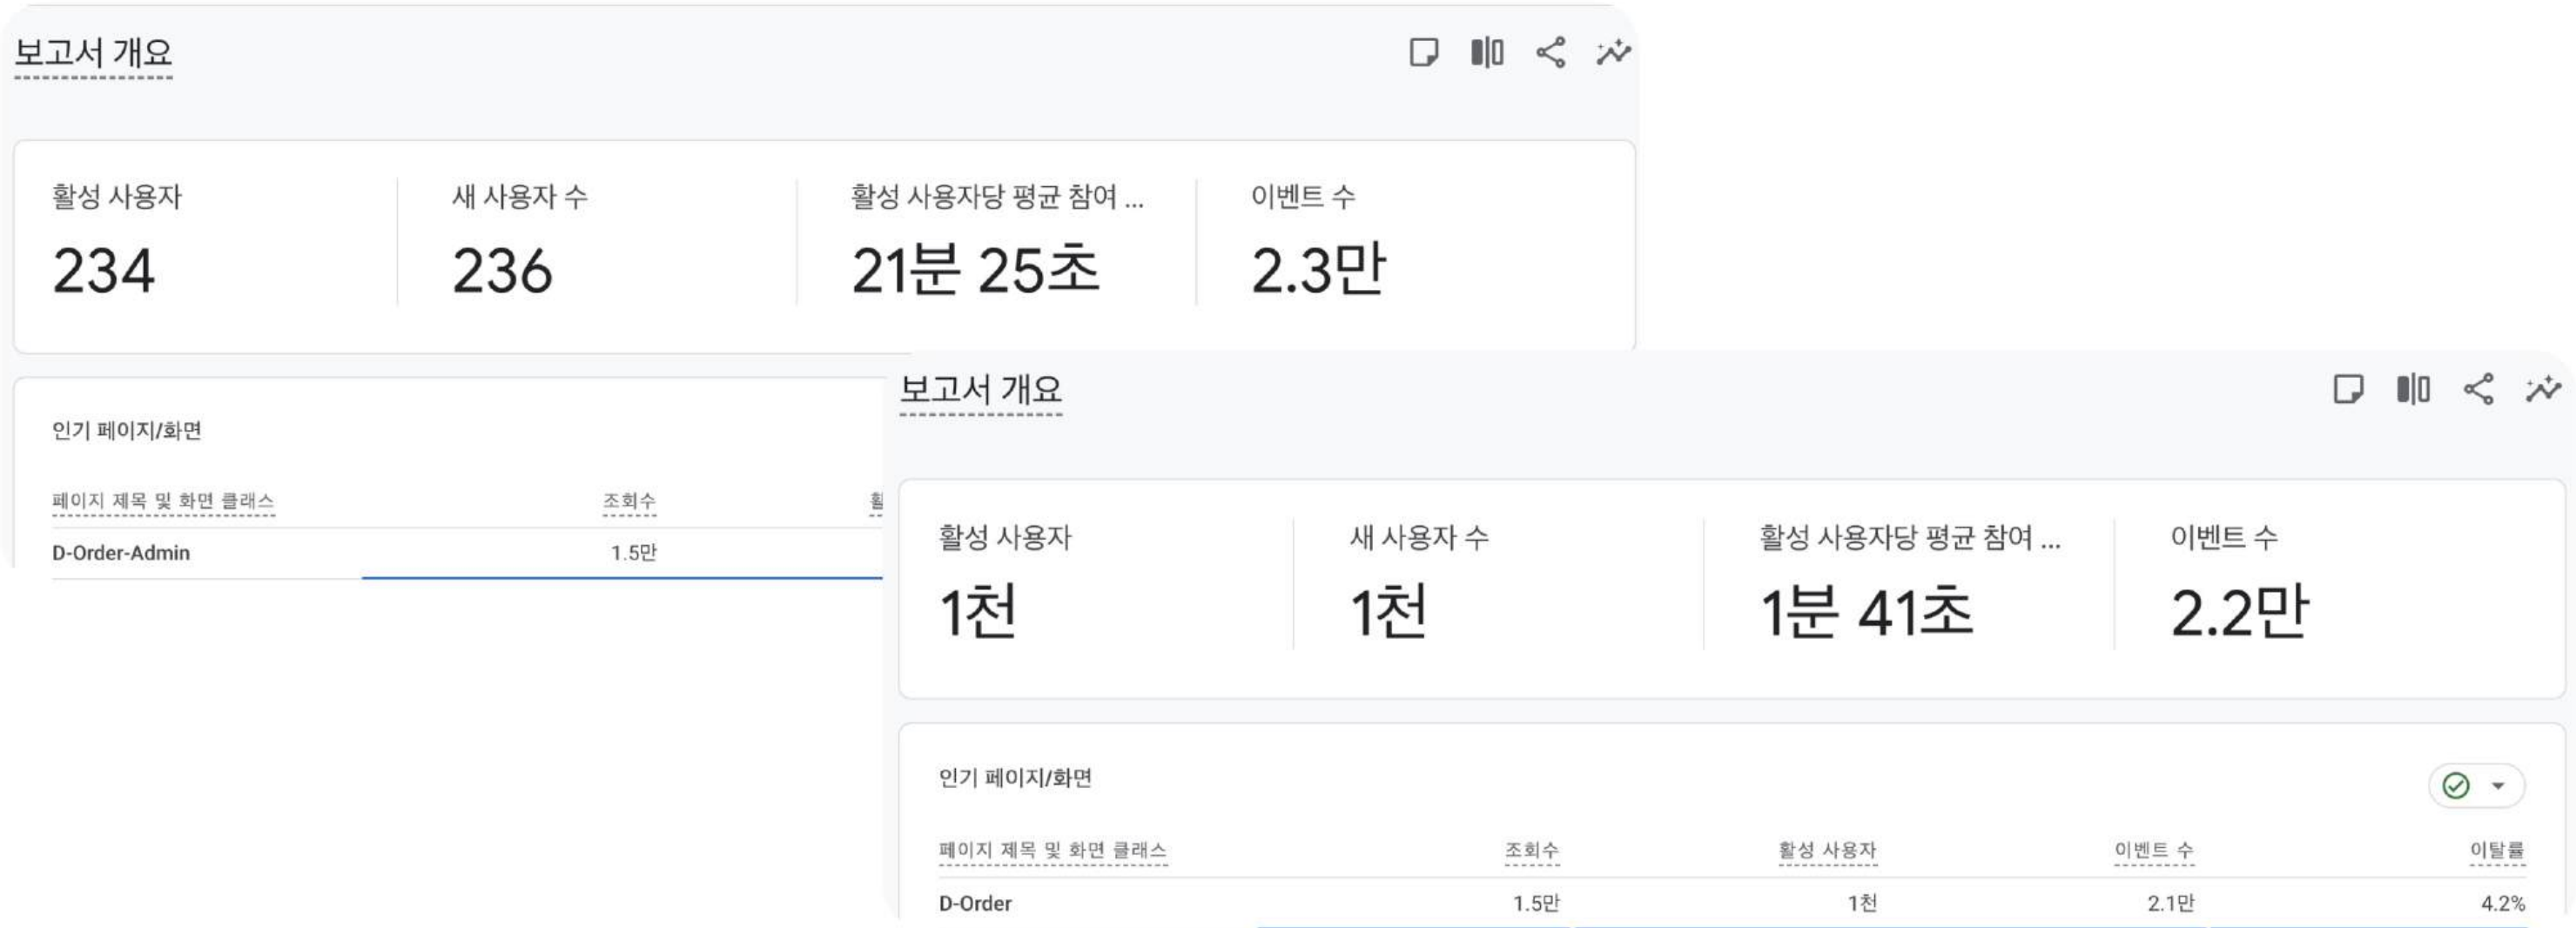 보고서 개요
활성 사용자 새 사용자 수 활성 사용자당 평균 참여 ... 이벤트 수
234 236 21분 25초 2.3만
인기 페이지/화면
페이지 제목 및 화면 클래스 조회수
D-Order-Admin 1.5만
보고서 개요
활성 사용자 새 사용자 수 활성 사용자당 평균 참여 ... 이벤트 수
1천 1천 1분 41초 2.2만
인기 페이지/화면
페이지 제목 및 화면 클래스 조회수 활성 사용자 이벤트 수 이탈률
D-Order 1.5만 1천 2.1만 4.2%